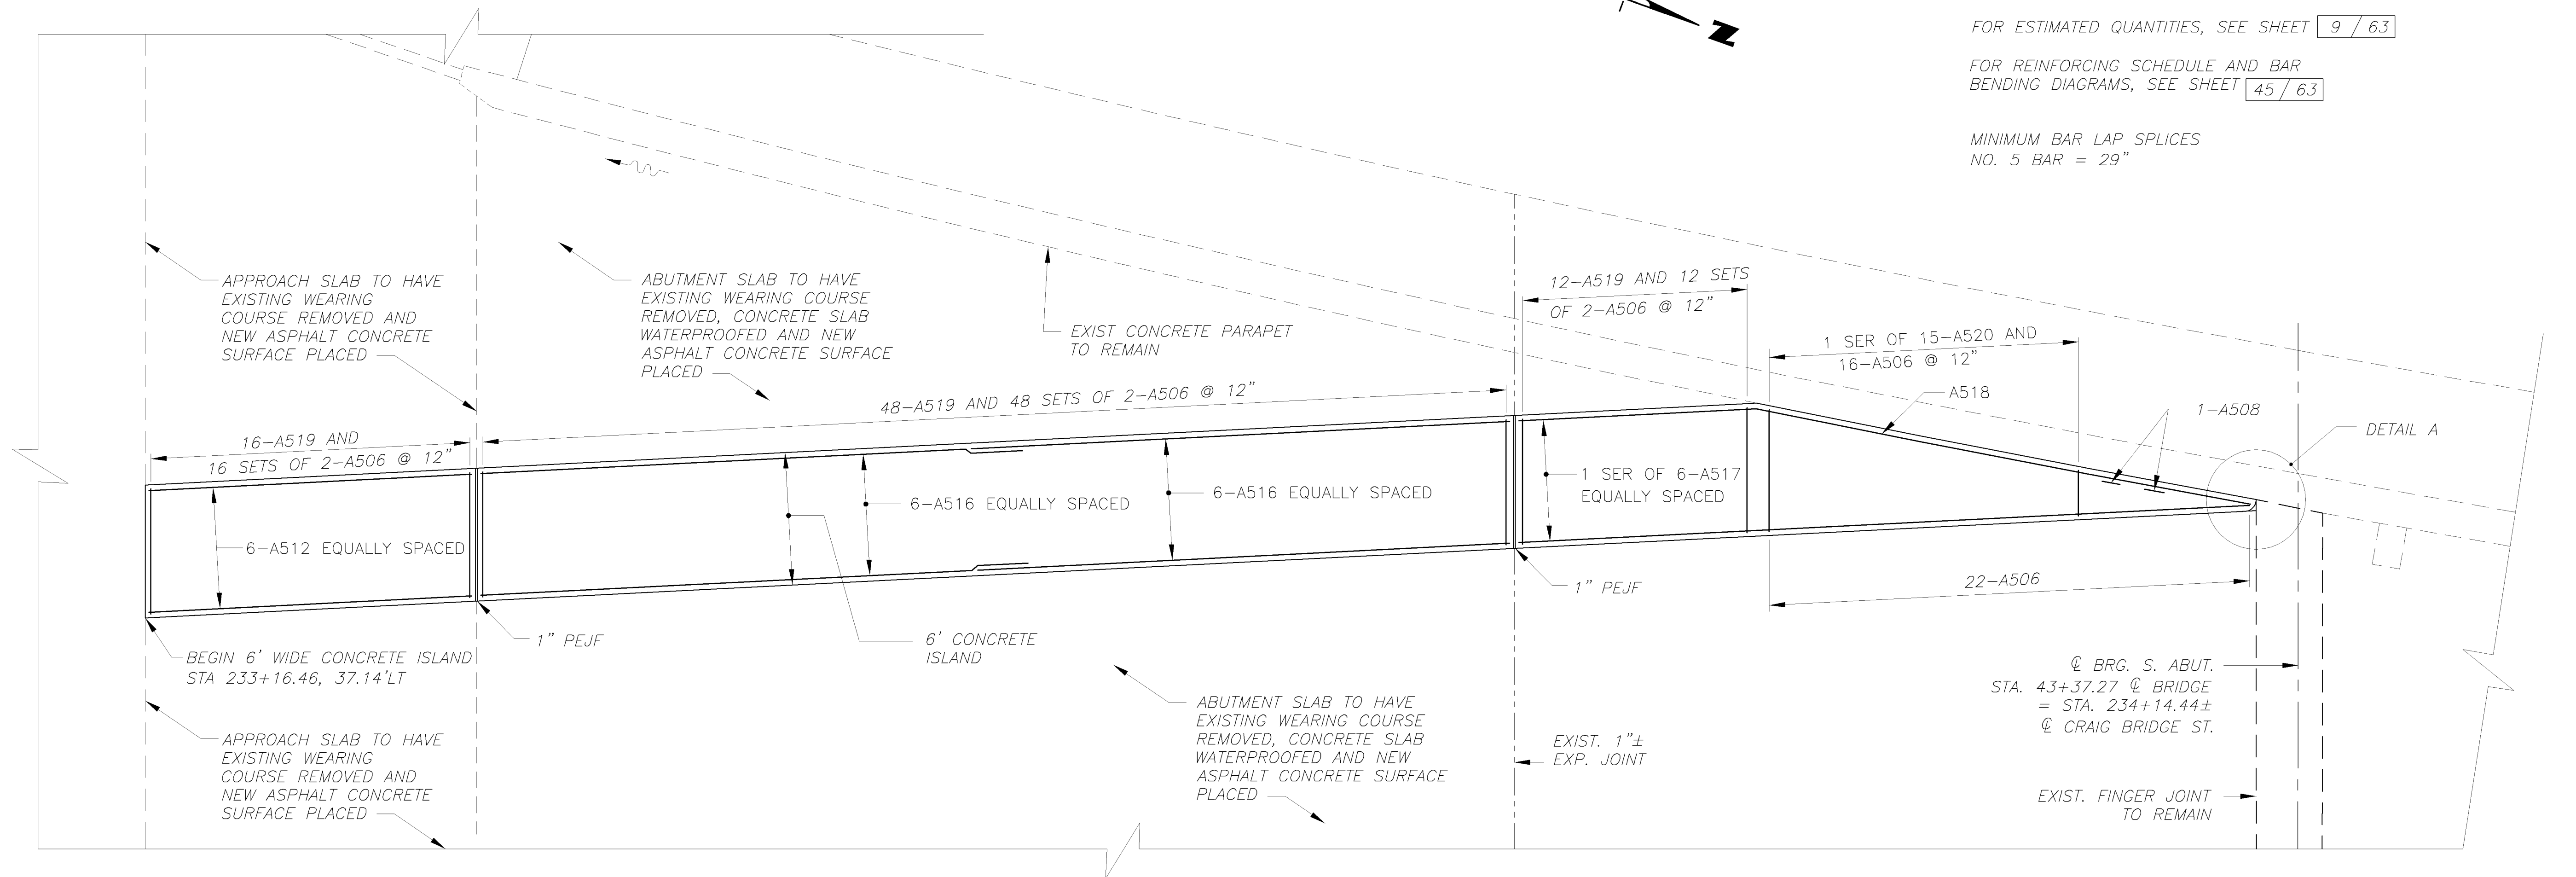 N
FOR ESTIMATED QUANTITIES, SEE SHEET 9 / 63
FOR REINFORCING SCHEDULE AND BAR
BENDING DIAGRAMS, SEE SHEET 45 / 63
MINIMUM BAR LAP SPLICES
NO. 5 BAR = 29"
APPROACH SLAB TO HAVE
EXISTING WEARING
COURSE REMOVED AND
NEW ASPHALT CONCRETE
SURFACE PLACED
ABUTMENT SLAB TO HAVE
EXISTING WEARING COURSE
REMOVED, CONCRETE SLAB
WATERPROOFED AND NEW
ASPHALT CONCRETE SURFACE
PLACED
EXIST CONCRETE PARAPET
TO REMAIN
12-A519 AND 12 SETS
OF 2-A506 @ 12"
1 SER OF 15-A520 AND
16-A506 @ 12"
A518
1-A508
DETAIL A
48-A519 AND 48 SETS OF 2-A506 @ 12"
16-A519 AND
16 SETS OF 2-A506 @ 12"
6-A512 EQUALLY SPACED
6-A516 EQUALLY SPACED
6-A516 EQUALLY SPACED
1 SER OF 6-A517
EQUALLY SPACED
22-A506
1" PEJF
1" PEJF
6' CONCRETE
ISLAND
BEGIN 6' WIDE CONCRETE ISLAND
STA 233+16.46, 37.14'LT
APPROACH SLAB TO HAVE
EXISTING WEARING
COURSE REMOVED AND
NEW ASPHALT CONCRETE
SURFACE PLACED
ABUTMENT SLAB TO HAVE
EXISTING WEARING COURSE
REMOVED, CONCRETE SLAB
WATERPROOFED AND NEW
ASPHALT CONCRETE SURFACE
PLACED
EXIST. 1"±
EXP. JOINT
℄ BRG. S. ABUT.
STA. 43+37.27 ℄ BRIDGE
= STA. 234+14.44±
℄ CRAIG BRIDGE ST.
EXIST. FINGER JOINT
TO REMAIN